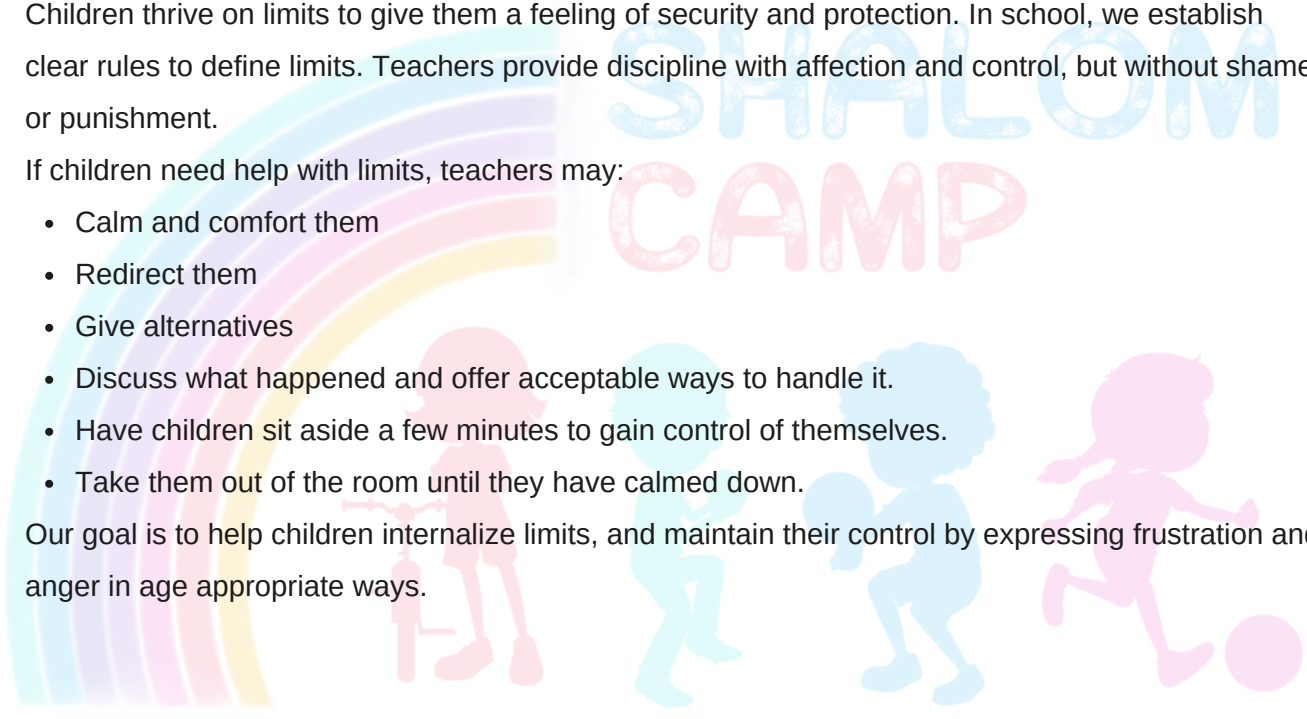 Children thrive on limits to give them a feeling of security and protection. In school, we establish
clear rules to define limits. Teachers provide discipline with affection and control, but without shame
or punishment.
If children need help with limits, teachers may:
• Calm and comfort them
• Redirect them
• Give alternatives
• Discuss what happened and offer acceptable ways to handle it.
• Have children sit aside a few minutes to gain control of themselves.
• Take them out of the room until they have calmed down.
Our goal is to help children internalize limits, and maintain their control by expressing frustration and
anger in age appropriate ways.
SHALOM
CAMP